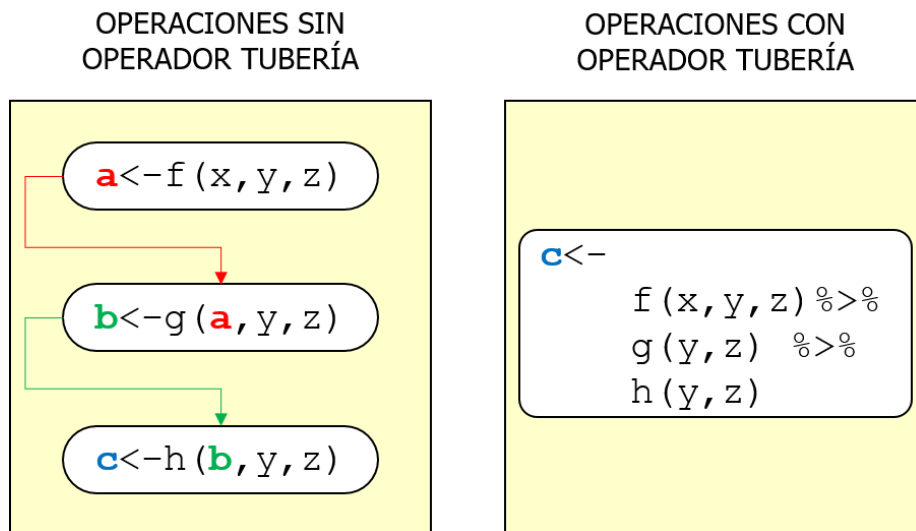 OPERACIONES SIN
OPERADOR TUBERÍA
a<-f(x,y,z)
b<-g(a,y,z)
c<-h(b,y,z)
OPERACIONES CON
OPERADOR TUBERÍA
c<-
f(x,y,z)%>%
g(y,z) %>%
h(y,z)